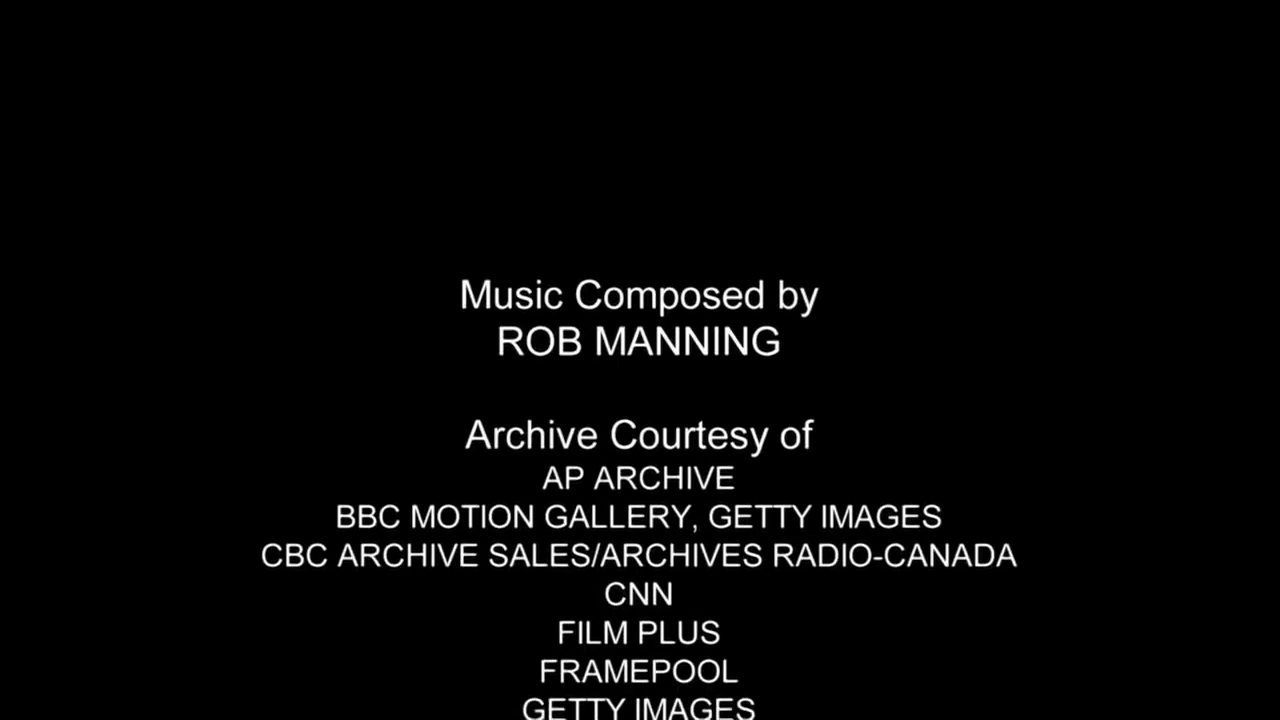 Music Composed by
ROB MANNING
Archive Courtesy of
AP ARCHIVE
BBC MOTION GALLERY, GETTY IMAGES
CBC ARCHIVE SALES/ARCHIVES RADIO-CANADA
CNN
FILM PLUS
FRAMEPOOL
GETTY IMAGES